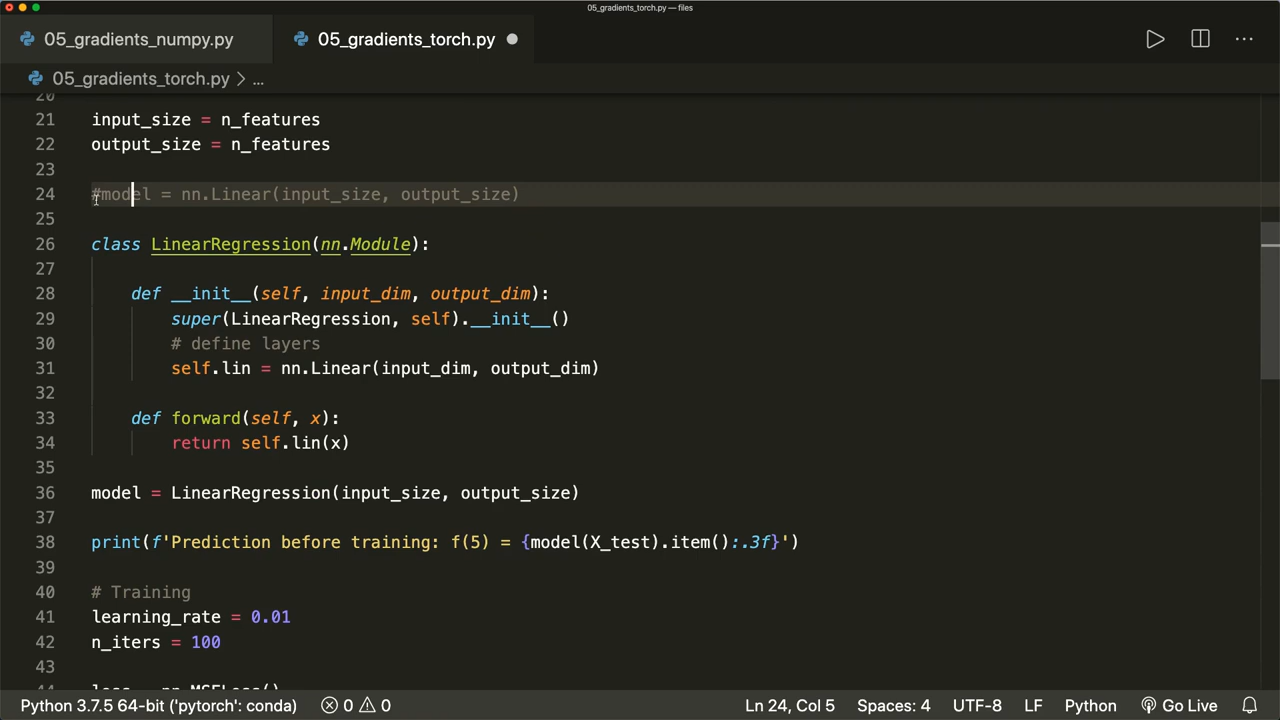 05_gradients_torch.py — files
05_gradients_numpy.py
05_gradients_torch.py
05_gradients_torch.py > ...
20
21 input_size = n_features
22 output_size = n_features
23
24 #model = nn.Linear(input_size, output_size)
25
26 class LinearRegression(nn.Module):
27
28 def __init__(self, input_dim, output_dim):
29 super(LinearRegression, self).__init__()
30 # define layers
31 self.lin = nn.Linear(input_dim, output_dim)
32
33 def forward(self, x):
34 return self.lin(x)
35
36 model = LinearRegression(input_size, output_size)
37
38 print(f'Prediction before training: f(5) = {model(X_test).item():.3f}')
39
40 # Training
41 learning_rate = 0.01
42 n_iters = 100
43
44 loss = nn.MSELoss()
Python 3.7.5 64-bit ('pytorch': conda) 0 0 Ln 24, Col 5 Spaces: 4 UTF-8 LF Python Go Live